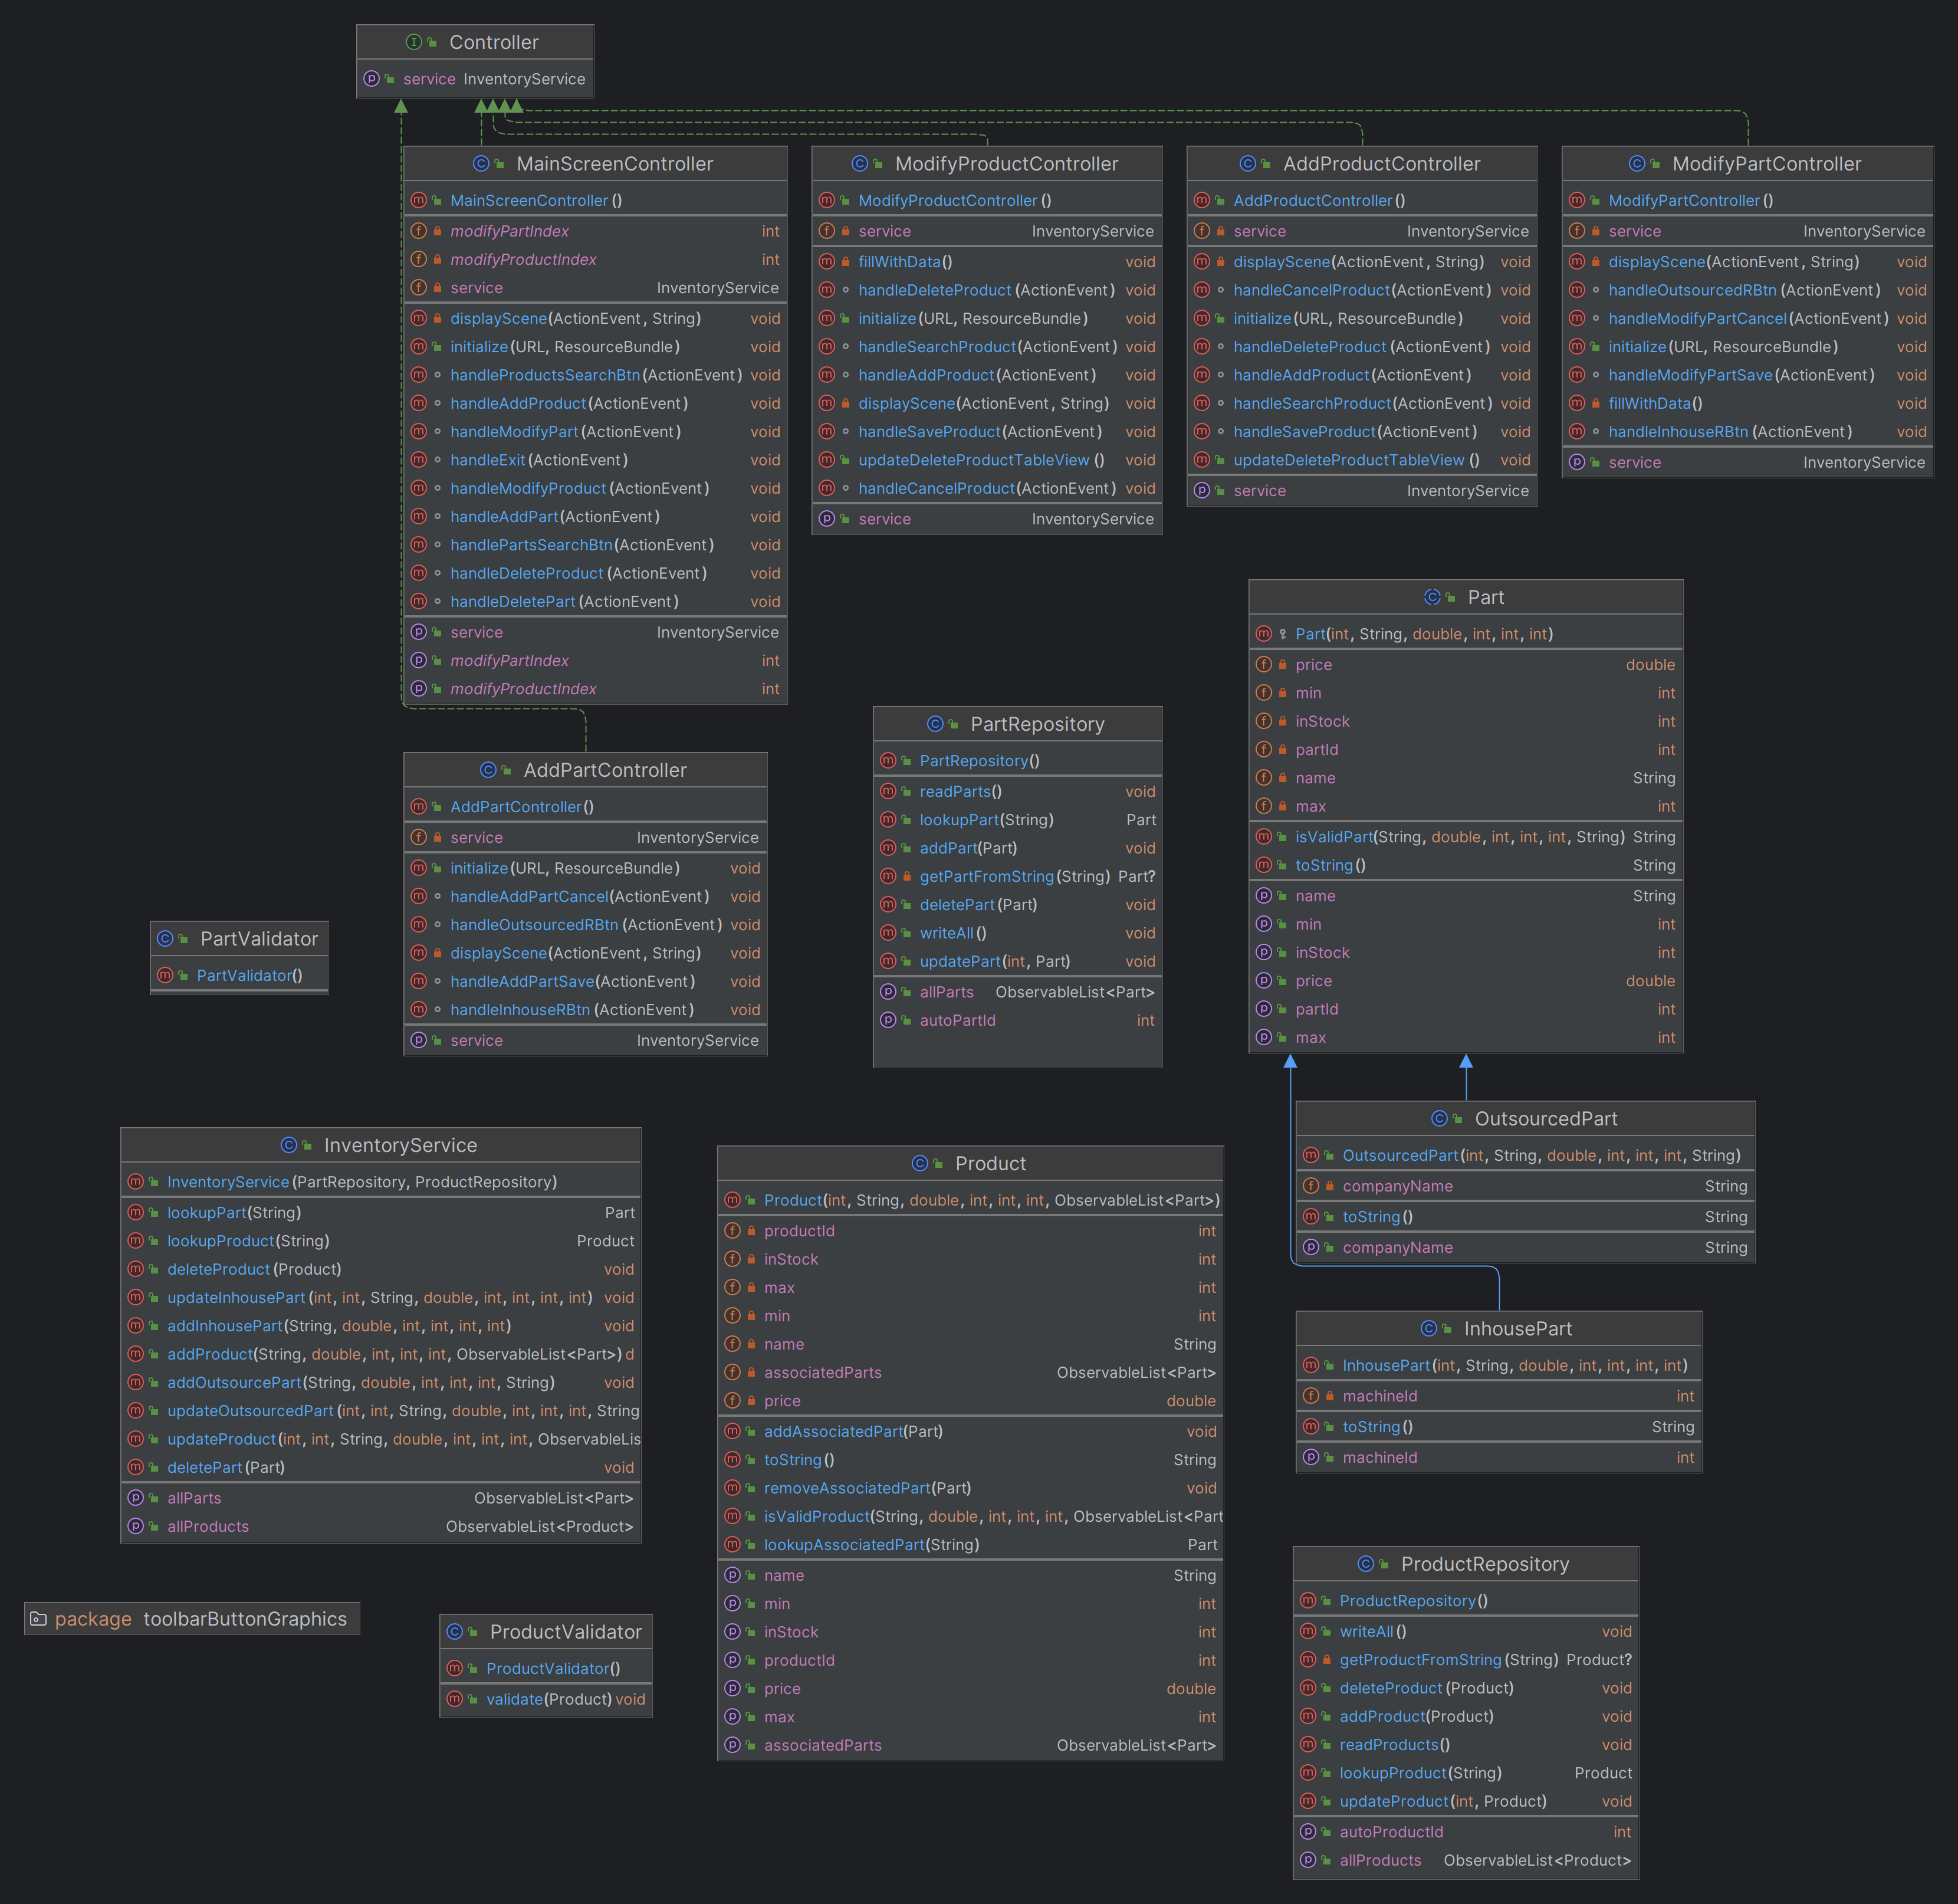 Controller
service InventoryService
MainScreenController
MainScreenController()
modifyPartIndex int
modifyProductIndex int
service InventoryService
displayScene(ActionEvent, String) void
initialize(URL, ResourceBundle) void
handleProductsSearchBtn(ActionEvent) void
handleAddProduct(ActionEvent) void
handleModifyPart(ActionEvent) void
handleExit(ActionEvent) void
handleModifyProduct(ActionEvent) void
handleAddPart(ActionEvent) void
handlePartsSearchBtn(ActionEvent) void
handleDeleteProduct(ActionEvent) void
handleDeletePart(ActionEvent) void
service InventoryService
modifyPartIndex int
modifyProductIndex int
ModifyProductController
ModifyProductController()
service InventoryService
fillWithData() void
handleDeleteProduct(ActionEvent) void
initialize(URL, ResourceBundle) void
handleSearchProduct(ActionEvent) void
handleAddProduct(ActionEvent) void
displayScene(ActionEvent, String) void
handleSaveProduct(ActionEvent) void
updateDeleteProductTableView() void
handleCancelProduct(ActionEvent) void
service InventoryService
AddProductController
AddProductController()
service InventoryService
displayScene(ActionEvent, String) void
handleCancelProduct(ActionEvent) void
initialize(URL, ResourceBundle) void
handleDeleteProduct(ActionEvent) void
handleAddProduct(ActionEvent) void
handleSearchProduct(ActionEvent) void
handleSaveProduct(ActionEvent) void
updateDeleteProductTableView() void
service InventoryService
ModifyPartController
ModifyPartController()
service InventoryService
displayScene(ActionEvent, String) void
handleOutsourcedRBtn(ActionEvent) void
handleModifyPartCancel(ActionEvent) void
initialize(URL, ResourceBundle) void
handleModifyPartSave(ActionEvent) void
fillWithData() void
handleInhouseRBtn(ActionEvent) void
service InventoryService
Part
Part(int, String, double, int, int, int)
price double
min int
inStock int
partId int
name String
max int
isValidPart(String, double, int, int, int, String) String
toString() String
name String
min int
inStock int
price double
partId int
max int
PartRepository
PartRepository()
readParts() void
lookupPart(String) Part
addPart(Part) void
getPartFromString(String) Part?
deletePart(Part) void
writeAll() void
updatePart(int, Part) void
allParts ObservableList<Part>
autoPartId int
AddPartController
AddPartController()
service InventoryService
initialize(URL, ResourceBundle) void
handleAddPartCancel(ActionEvent) void
handleOutsourcedRBtn(ActionEvent) void
displayScene(ActionEvent, String) void
handleAddPartSave(ActionEvent) void
handleInhouseRBtn(ActionEvent) void
service InventoryService
PartValidator
PartValidator()
OutsourcedPart
OutsourcedPart(int, String, double, int, int, int, String)
companyName String
toString() String
companyName String
InventoryService
InventoryService(PartRepository, ProductRepository)
lookupPart(String) Part
lookupProduct(String) Product
deleteProduct(Product) void
updateInhousePart(int, int, String, double, int, int, int, int) void
addInhousePart(String, double, int, int, int, int) void
addProduct(String, double, int, int, int, ObservableList<Part>) d
addOutsourcePart(String, double, int, int, int, String) void
updateOutsourcedPart(int, int, String, double, int, int, int, String
updateProduct(int, int, String, double, int, int, int, ObservableLis
deletePart(Part) void
allParts ObservableList<Part>
allProducts ObservableList<Product>
Product
Product(int, String, double, int, int, int, ObservableList<Part>)
productId int
inStock int
max int
min int
name String
associatedParts ObservableList<Part>
price double
addAssociatedPart(Part) void
toString() String
removeAssociatedPart(Part) void
isValidProduct(String, double, int, int, int, ObservableList<Part
lookupAssociatedPart(String) Part
name String
min int
inStock int
productId int
price double
max int
associatedParts ObservableList<Part>
InhousePart
InhousePart(int, String, double, int, int, int, int)
machineId int
toString() String
machineId int
ProductRepository
ProductRepository()
writeAll() void
getProductFromString(String) Product?
deleteProduct(Product) void
addProduct(Product) void
readProducts() void
lookupProduct(String) Product
updateProduct(int, Product) void
autoProductId int
allProducts ObservableList<Product>
package toolbarButtonGraphics
ProductValidator
ProductValidator()
validate(Product) void